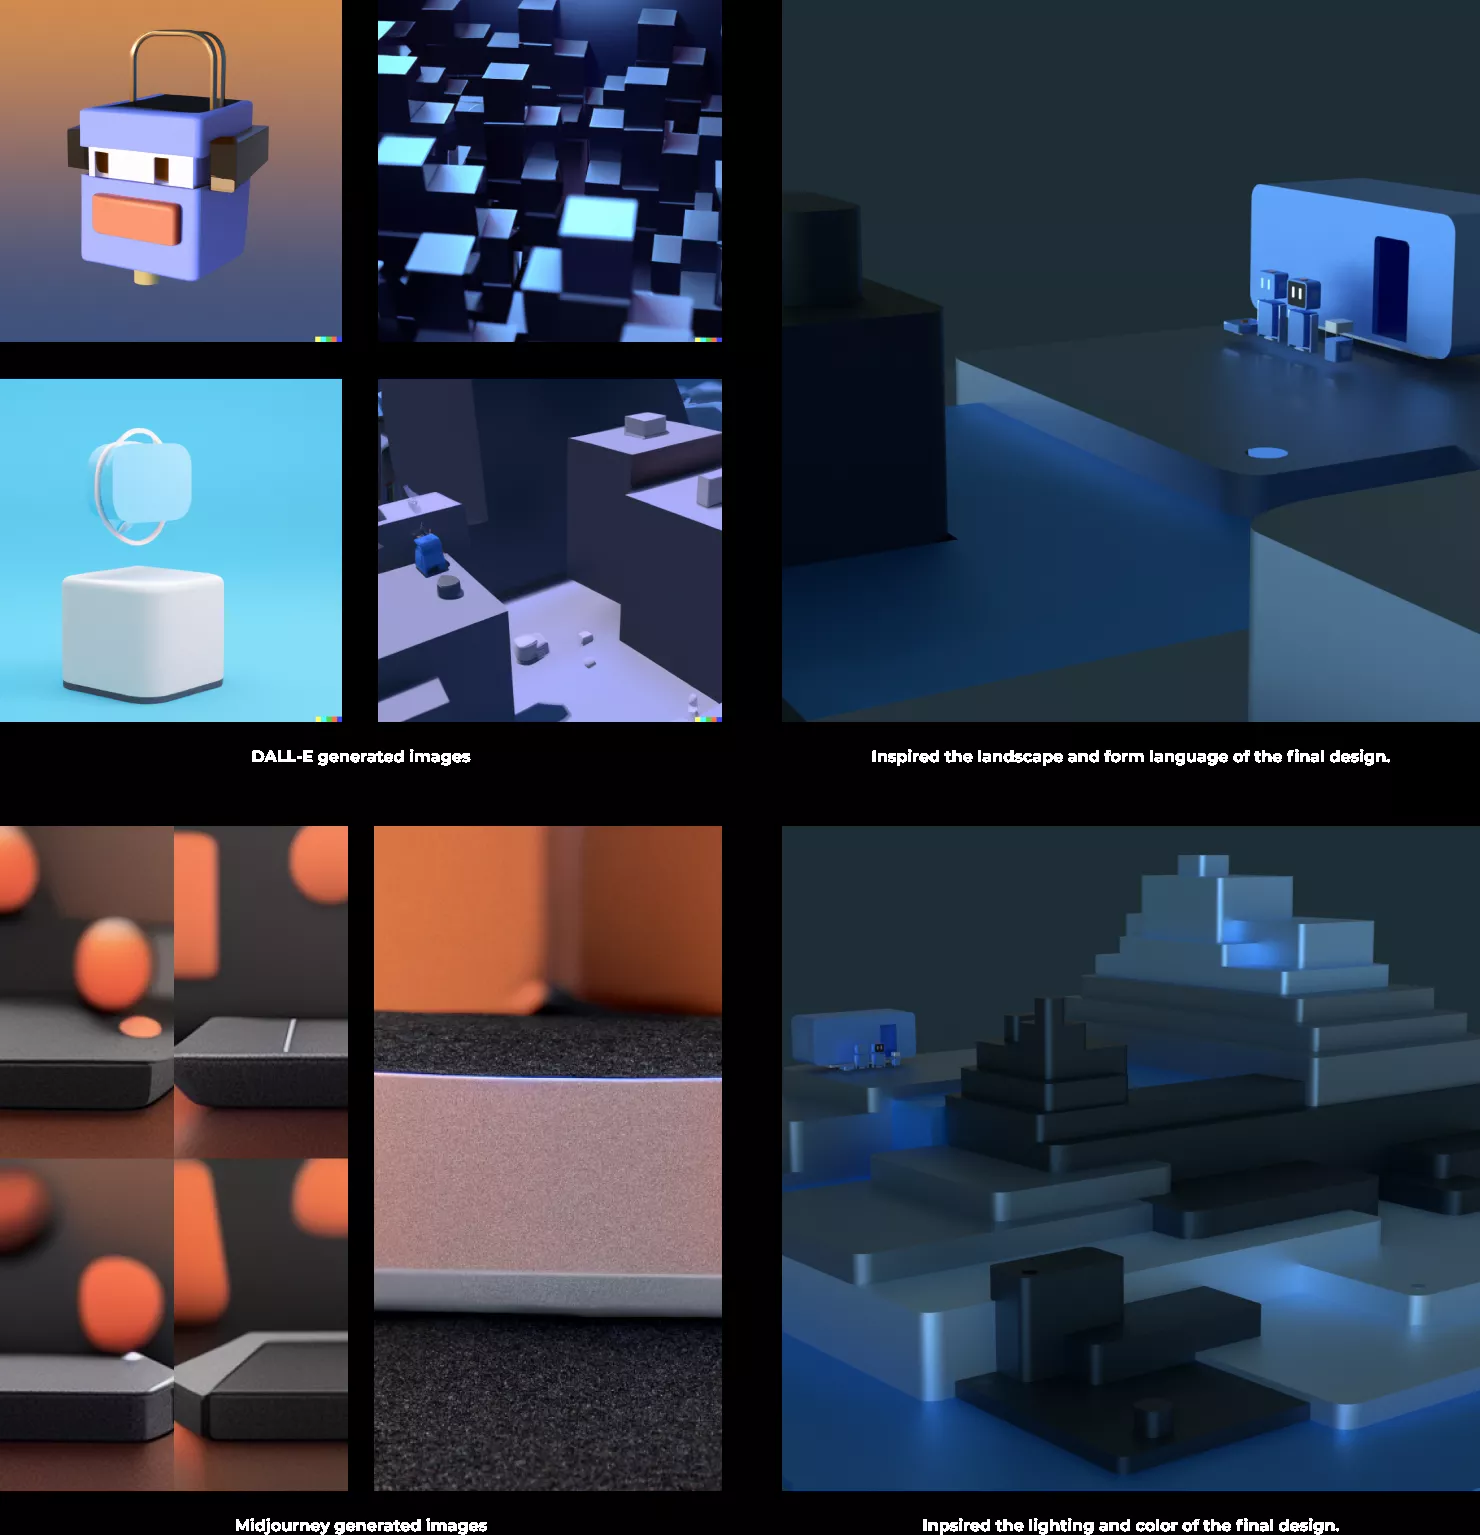 DALL-E generated images
Inspired the landscape and form language of the final design.
Midjourney generated images
Inpsired the lighting and color of the final design.